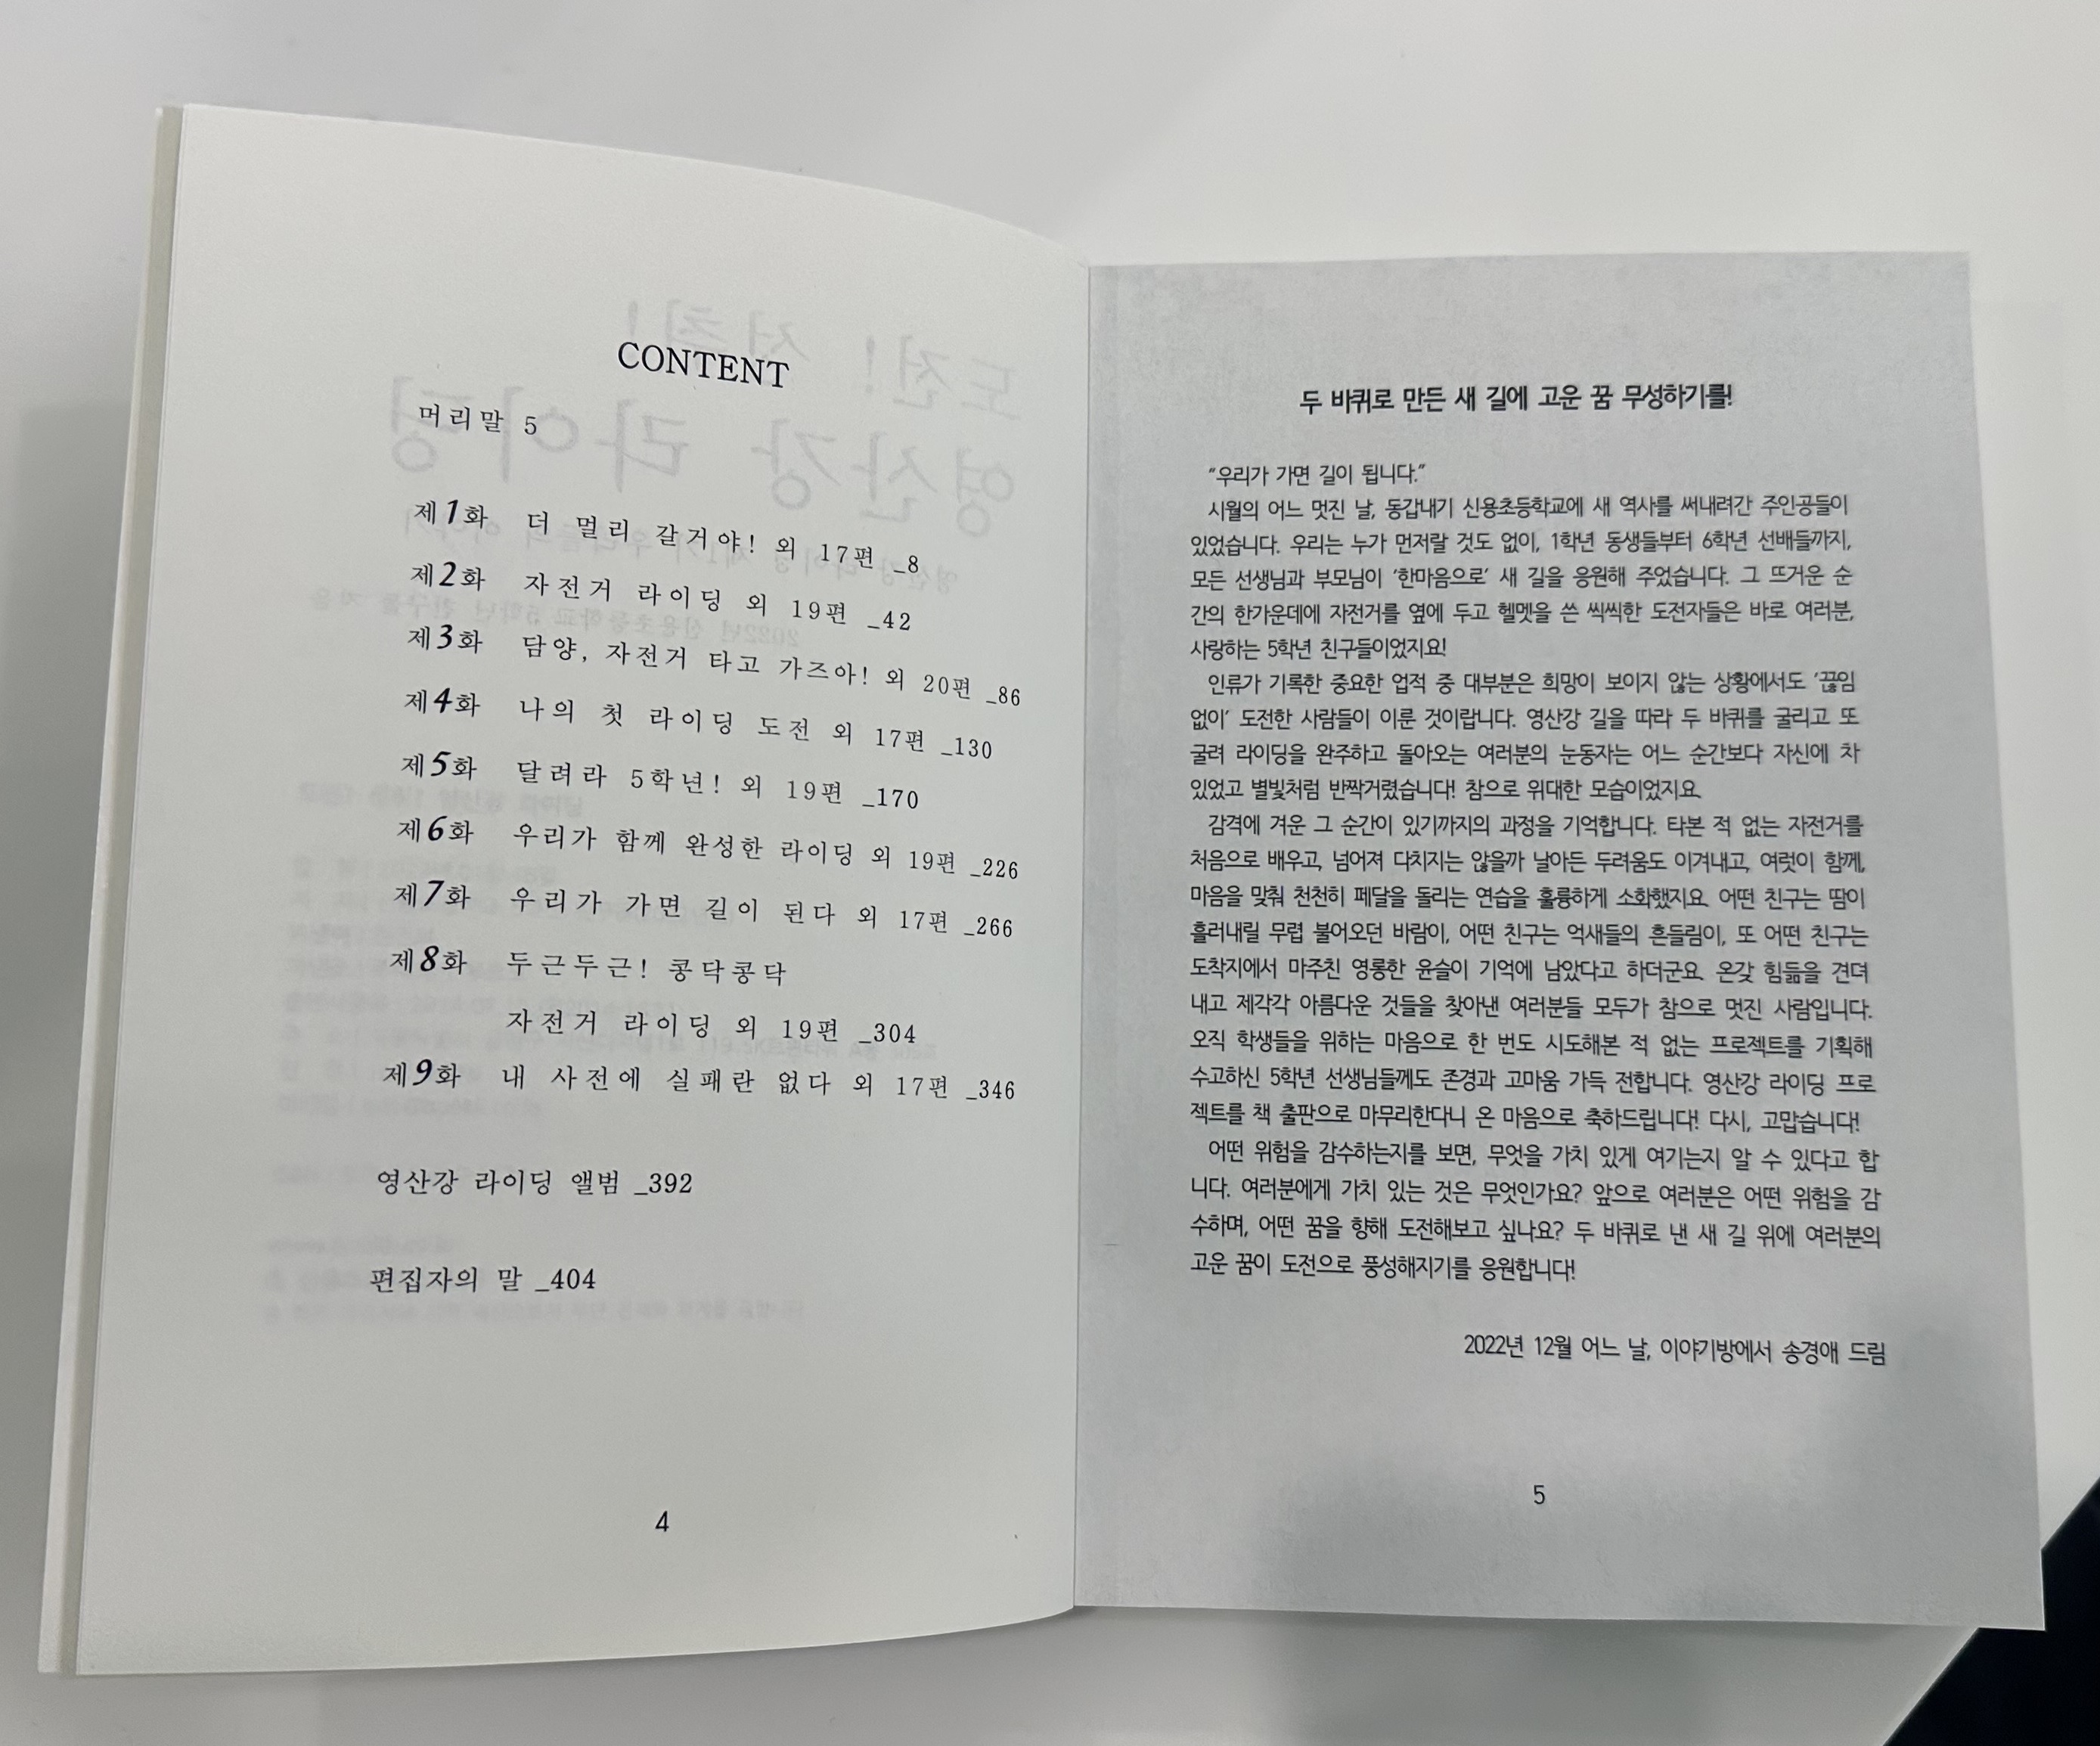 CONTENT
머리말 5
제1화 더 멀리 갈거야! 외 17편 _8
제2화 자전거 라이딩 외 19편 _42
제3화 담양, 자전거 타고 가즈아! 외 20편 _86
제4화 나의 첫 라이딩 도전 외 17편 _130
제5화 달려라 5학년! 외 19편 _170
제6화 우리가 함께 완성한 라이딩 외 19편 _226
제7화 우리가 가면 길이 된다 외 17편 _266
제8화 두근두근! 콩닥콩닥
자전거 라이딩 외 19편 _304
제9화 내 사전에 실패란 없다 외 17편 _346
영산강 라이딩 앨범 _392
편집자의 말 _404
4
두 바퀴로 만든 새 길에 고운 꿈 무성하기를!
“우리가 가면 길이 됩니다.”
시월의 어느 멋진 날, 동갑내기 신용초등학교에 새 역사를 써내려간 주인공들이
있었습니다. 우리는 누가 먼저랄 것도 없이, 1학년 동생들부터 6학년 선배들까지,
모든 선생님과 부모님이 ‘한마음으로’ 새 길을 응원해 주었습니다. 그 뜨거운 순
간의 한가운데에 자전거를 옆에 두고 헬멧을 쓴 씩씩한 도전자들은 바로 여러분,
사랑하는 5학년 친구들이었지요!
인류가 기록한 중요한 업적 중 대부분은 희망이 보이지 않는 상황에서도 ‘끊임
없이’ 도전한 사람들이 이룬 것이랍니다. 영산강 길을 따라 두 바퀴를 굴리고 또
굴려 라이딩을 완주하고 돌아오는 여러분의 눈동자는 어느 순간보다 자신에 차
있었고 별빛처럼 반짝거렸습니다! 참으로 위대한 모습이었지요.
감격에 겨운 그 순간이 있기까지의 과정을 기억합니다. 타본 적 없는 자전거를
처음으로 배우고, 넘어져 다치지는 않을까 날아든 두려움도 이겨내고, 여럿이 함께,
마음을 맞춰 천천히 페달을 돌리는 연습을 훌륭하게 소화했지요. 어떤 친구는 땀이
흘러내릴 무렵 불어오던 바람이, 어떤 친구는 억새들의 흔들림이, 또 어떤 친구는
도착지에서 마주친 영롱한 윤슬이 기억에 남았다고 하더군요. 온갖 힘듦을 견뎌
내고 제각각 아름다운 것들을 찾아낸 여러분들 모두가 참으로 멋진 사람입니다.
오직 학생들을 위하는 마음으로 한 번도 시도해본 적 없는 프로젝트를 기획해
수고하신 5학년 선생님들께도 존경과 고마움 가득 전합니다. 영산강 라이딩 프로
젝트를 책 출판으로 마무리한다니 온 마음으로 축하드립니다! 다시, 고맙습니다!
어떤 위험을 감수하는지를 보면, 무엇을 가치 있게 여기는지 알 수 있다고 합
니다. 여러분에게 가치 있는 것은 무엇인가요? 앞으로 여러분은 어떤 위험을 감
수하며, 어떤 꿈을 향해 도전해보고 싶나요? 두 바퀴로 낸 새 길 위에 여러분의
고운 꿈이 도전으로 풍성해지기를 응원합니다!
2022년 12월 어느 날, 이야기방에서 송경애 드림
5